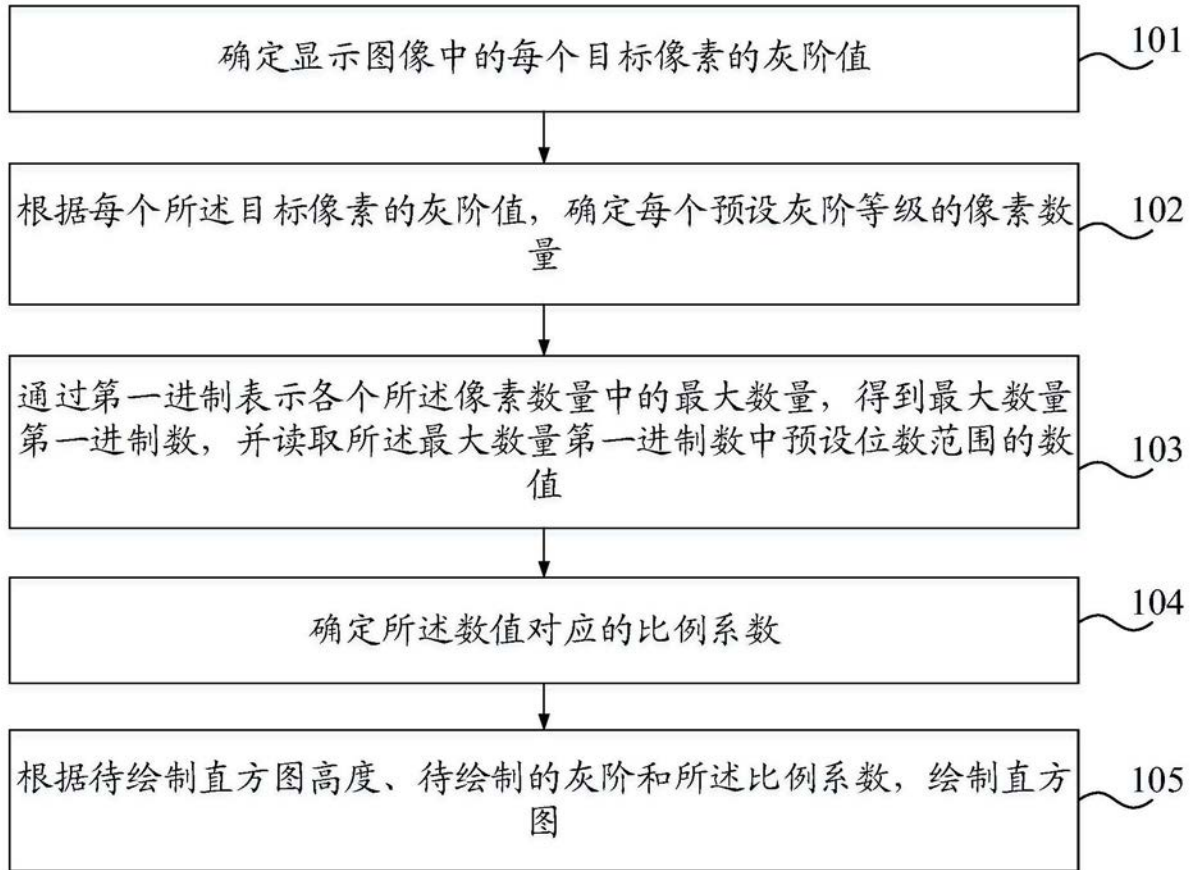 确定显示图像中的每个目标像素的灰阶值
101
根据每个所述目标像素的灰阶值，确定每个预设灰阶等级的像素数
量
102
通过第一进制表示各个所述像素数量中的最大数量，得到最大数量
第一进制数，并读取所述最大数量第一进制数中预设位数范围的数
值
103
确定所述数值对应的比例系数
104
根据待绘制直方图高度、待绘制的灰阶和所述比例系数，绘制直方
图
105